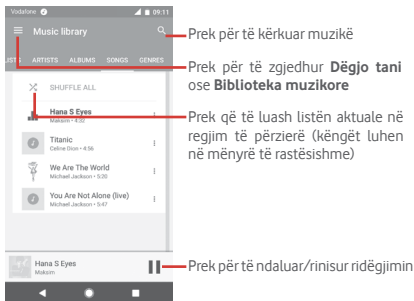 Vodafone
09:11
Music library
ISTS ARTISTS ALBUMS SONGS GENRES
SHUFFLE ALL
Hana S Eyes
Maksim • 4:32
Titanic
Celine Dion • 4:56
We Are The World
Michael Jackson • 5:20
You Are Not Alone (live)
Michael Jackson • 5:47
Hana S Eyes
Maksim
Prek për të kërkuar muzikë
Prek për të zgjedhur Dëgjo tani
ose Biblioteka muzikore
Prek që të luash listën aktuale në
regjim të përzierë (këngët luhen
në mënyrë të rastësishme)
Prek për të ndaluar/rinisur ridëgjimin